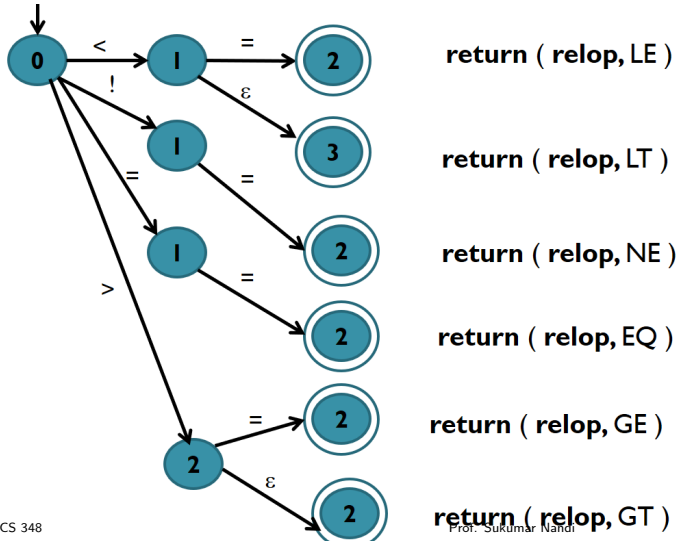 0 < 1 = 2 return ( relop, LE )
! ε
1 3 return ( relop, LT )
= =
1 2 return ( relop, NE )
> =
2 return ( relop, EQ )
= 2 return ( relop, GE )
2 ε
2 return ( relop, GT )
CS 348 Prof. Sukumar Nandi